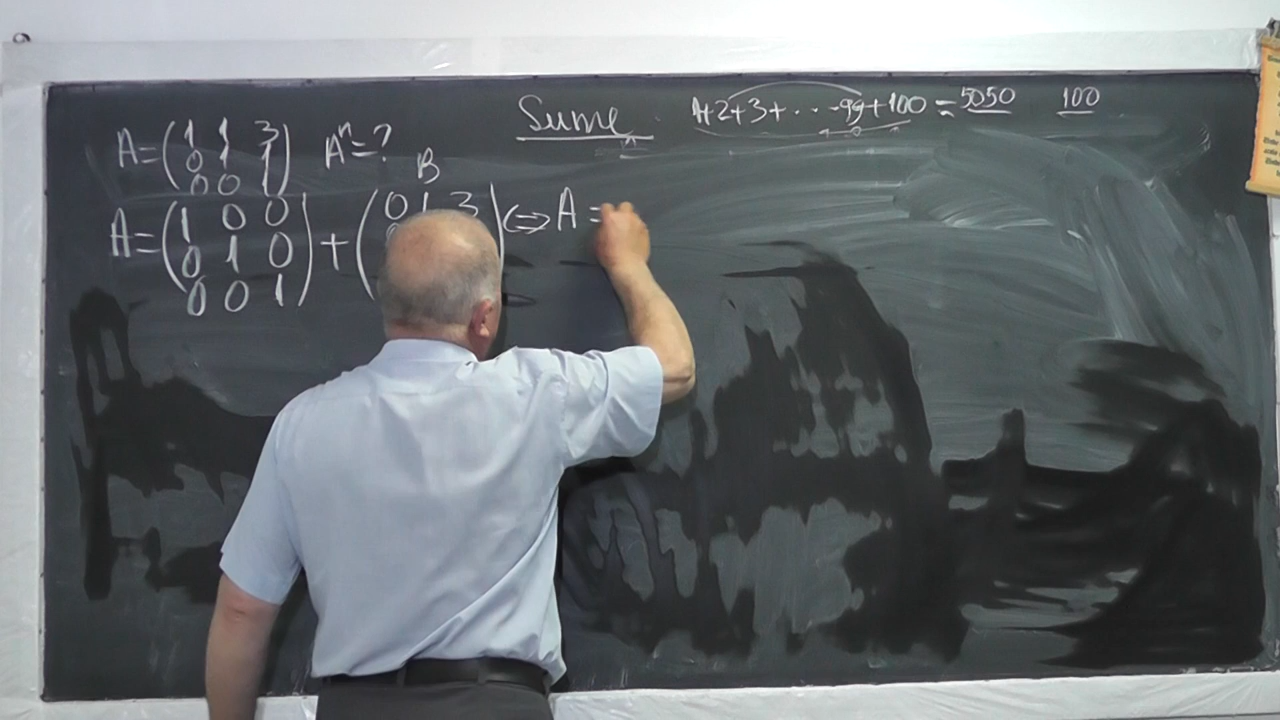 Sume 1+2+3+...99+100=5050 100
A=(1 1 3
0 1 1
0 0 1) Aⁿ=?
B
A=(1 0 0
0 1 0
0 0 1)+(0 1 3
)⇔A=